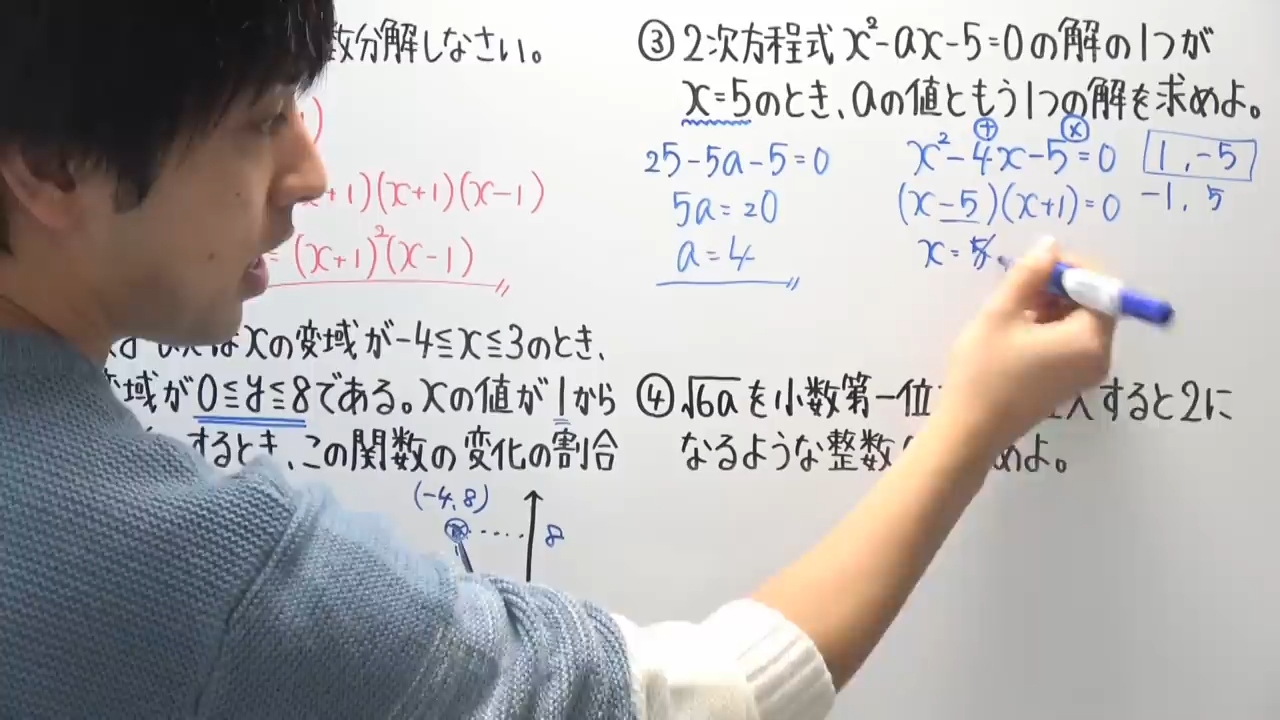 数分解しなさい。
)
x+1)(x+1)(x-1)
= (x+1)²(x-1)
はxの変域が-4≦x≦3のとき、
域が0≦y≦8である。xの値が1から
するとき、この関数の変化の割合
(-4, 8)
8
③2次方程式x²-ax-5=0の解の1つが
x=5のとき、aの値ともう1つの解を求めよ。
25-5a-5=0
5a=20
a=4
+ ×
x²-4x-5=0
(x-5)(x+1)=0
x=5
1, -5
-1, 5
④√6aを小数第一位 すると2に
なるような整数 めよ。